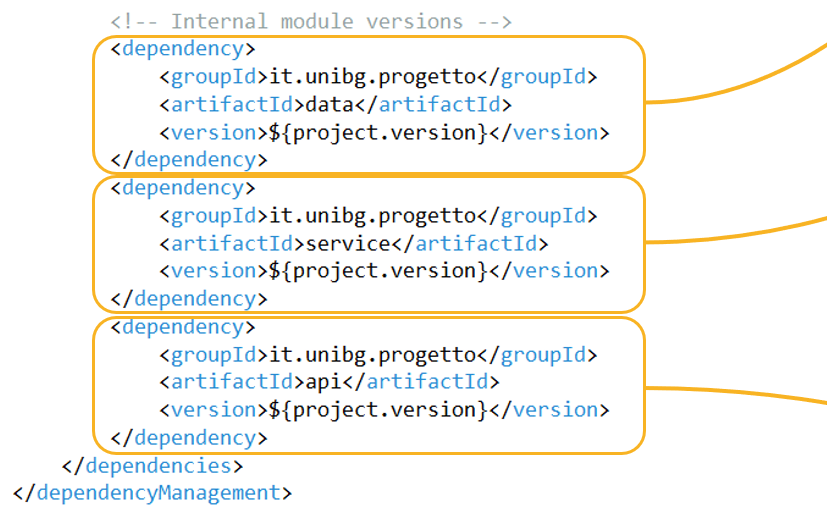 <!-- Internal module versions -->
<dependency>
<groupId>it.unibg.progetto</groupId>
<artifactId>data</artifactId>
<version>${project.version}</version>
</dependency>
<dependency>
<groupId>it.unibg.progetto</groupId>
<artifactId>service</artifactId>
<version>${project.version}</version>
</dependency>
<dependency>
<groupId>it.unibg.progetto</groupId>
<artifactId>api</artifactId>
<version>${project.version}</version>
</dependency>
</dependencies>
</dependencyManagement>